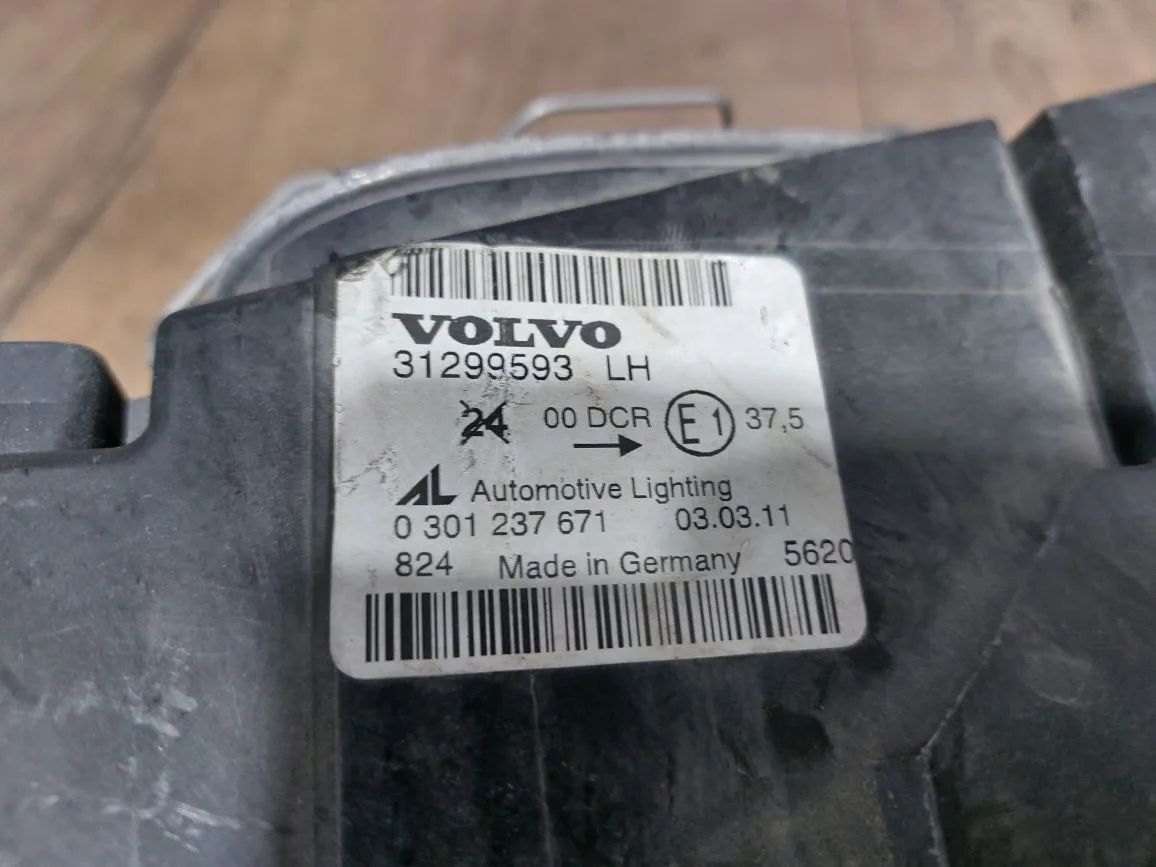 VOLVO
31299593 LH
24 00 DCR E1 37,5
AL Automotive Lighting
0 301 237 671 03.03.11
824 Made in Germany 5620